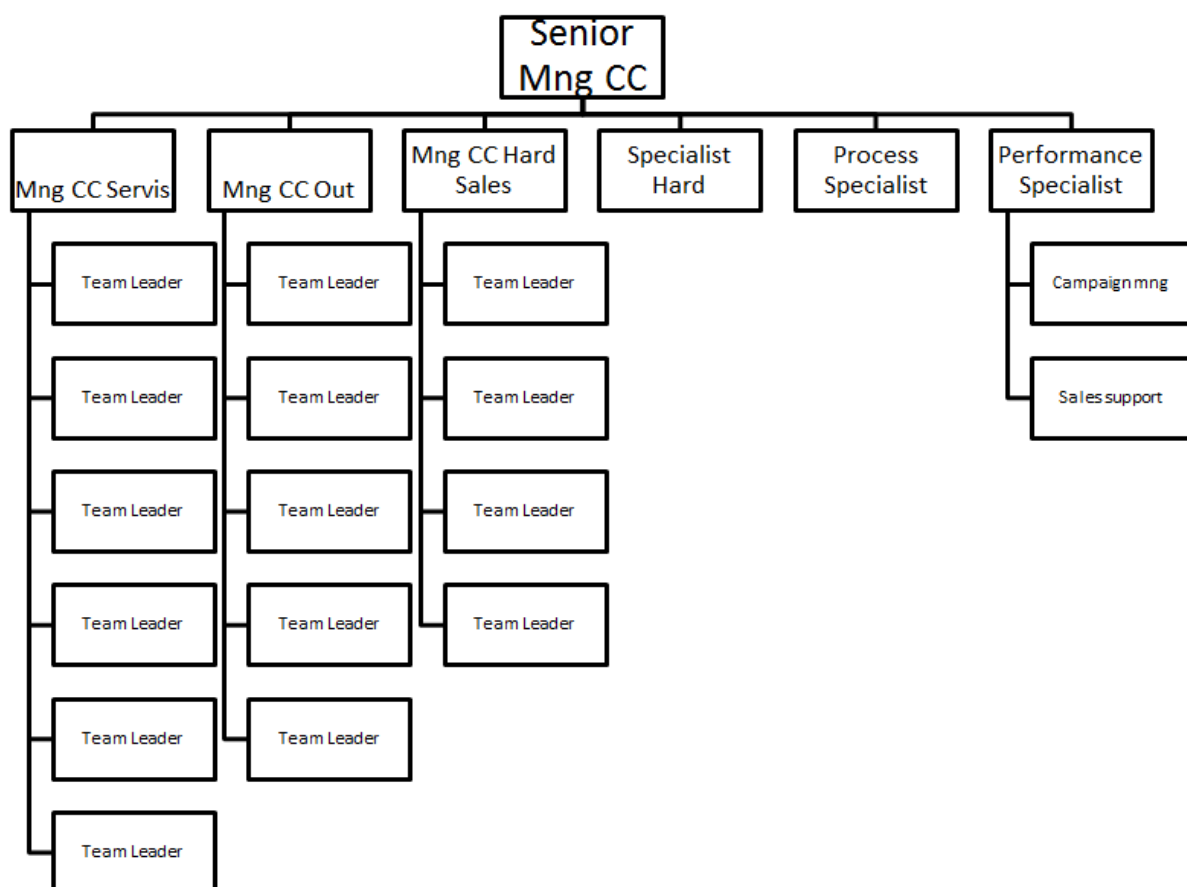 Senior
Mng CC
Mng CC Servis
Mng CC Out
Mng CC Hard
Sales
Specialist
Hard
Process
Specialist
Performance
Specialist
Team Leader
Team Leader
Team Leader
Campaign mng
Team Leader
Team Leader
Team Leader
Sales support
Team Leader
Team Leader
Team Leader
Team Leader
Team Leader
Team Leader
Team Leader
Team Leader
Team Leader